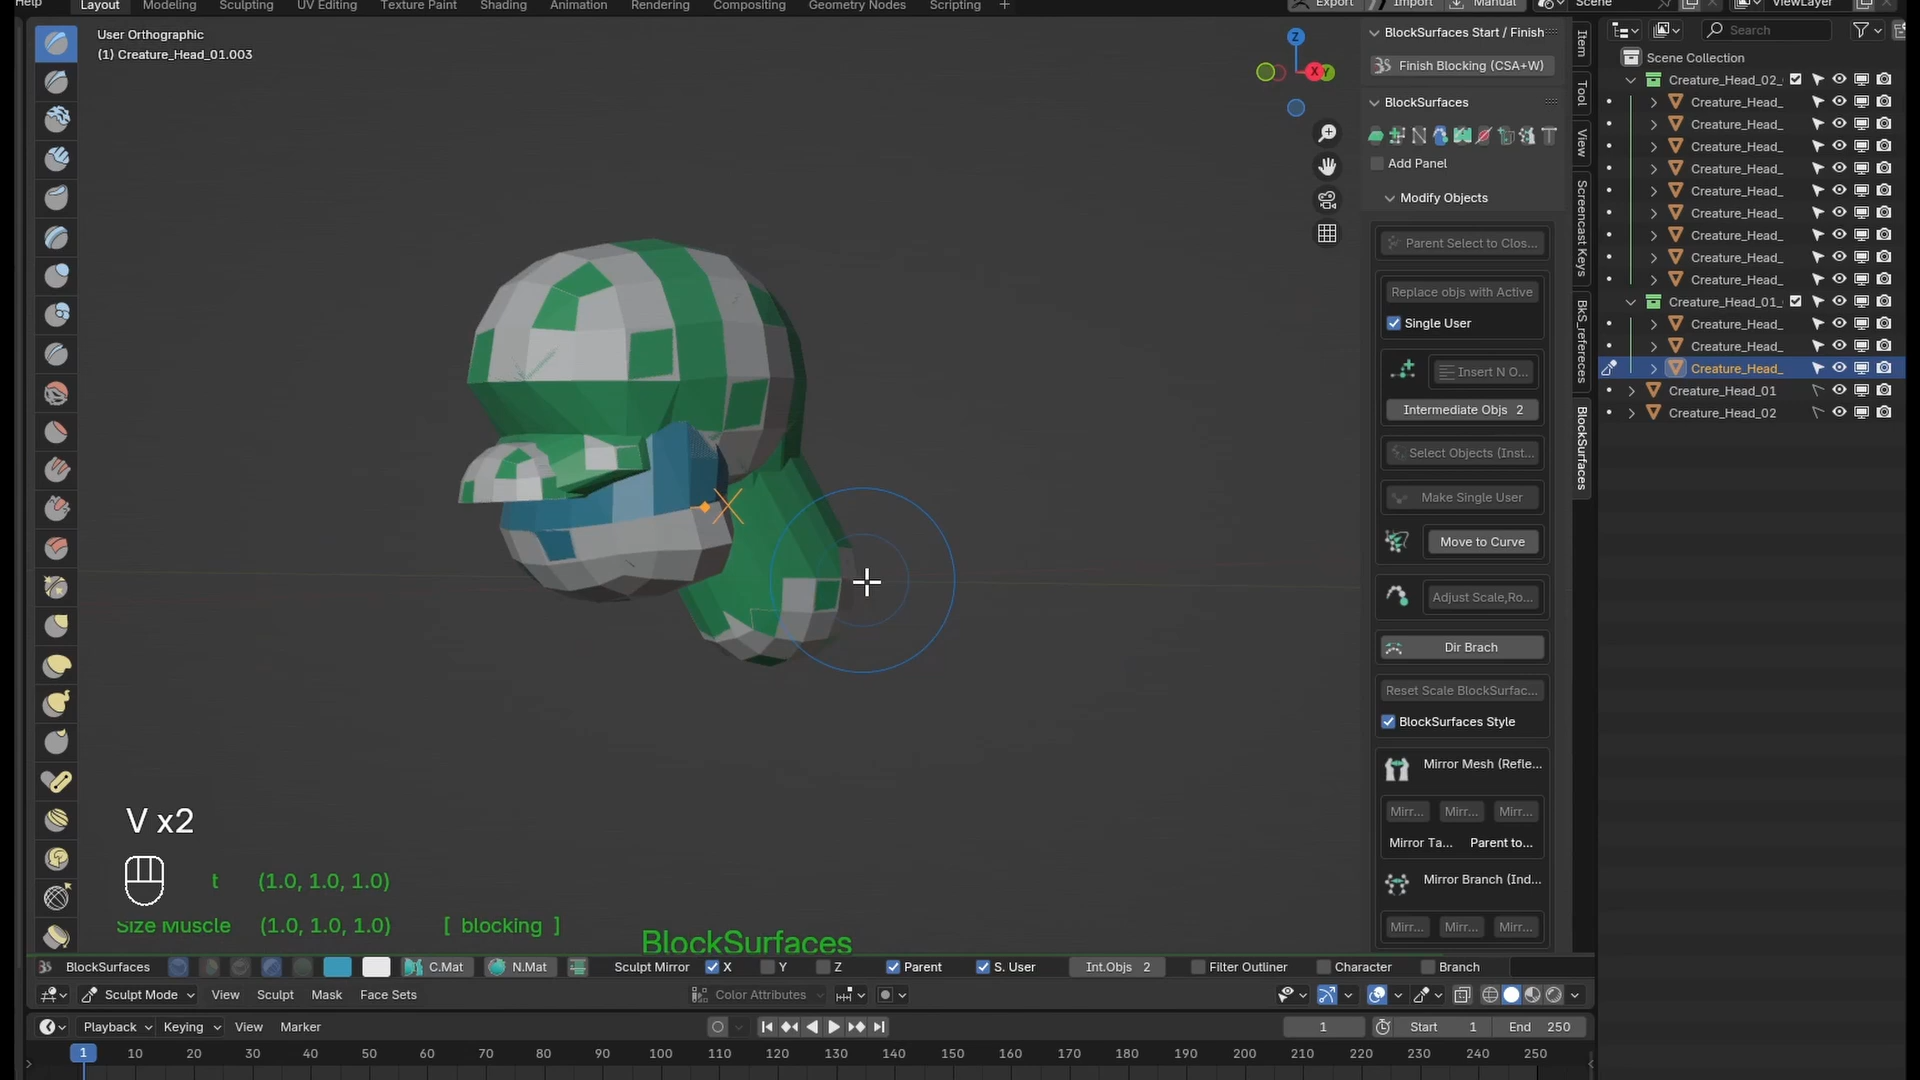 Help
Layout Modeling Sculpting UV Editing Texture Paint Shading Animation Rendering Compositing Geometry Nodes Scripting +
Export Import Manual Scene ViewLayer
User Orthographic
(1) Creature_Head_01.003
Z
X Y
BlockSurfaces Start / Finish
Finish Blocking (CSA+W)
BlockSurfaces
Add Panel
Modify Objects
Parent Select to Clos...
Replace objs with Active
Single User
Insert N O...
Intermediate Objs 2
Select Objects (Inst...
Make Single User
Move to Curve
Adjust Scale,Ro...
Dir Brach
Reset Scale BlockSurfac...
BlockSurfaces Style
Mirror Mesh (Refle...
Mirr... Mirr... Mirr...
Mirror Ta... Parent to...
Mirror Branch (Ind...
Mirr... Mirr... Mirr...
Item
Tool
View
Screencast Keys
BkS_references
BlockSurfaces
Search
Scene Collection
Creature_Head_02_
Creature_Head_
Creature_Head_
Creature_Head_
Creature_Head_
Creature_Head_
Creature_Head_
Creature_Head_
Creature_Head_
Creature_Head_
Creature_Head_01_
Creature_Head_
Creature_Head_
Creature_Head_
Creature_Head_01
Creature_Head_02
V x2
t (1.0, 1.0, 1.0)
Size Muscle (1.0, 1.0, 1.0) [ blocking ]
BlockSurfaces
BlockSurfaces C.Mat N.Mat Sculpt Mirror X Y Z Parent S. User Int.Objs 2 Filter Outliner Character Branch
Sculpt Mode View Sculpt Mask Face Sets Color Attributes
Playback Keying View Marker 1 Start 1 End 250
1 10 20 30 40 50 60 70 80 90 100 110 120 130 140 150 160 170 180 190 200 210 220 230 240 250